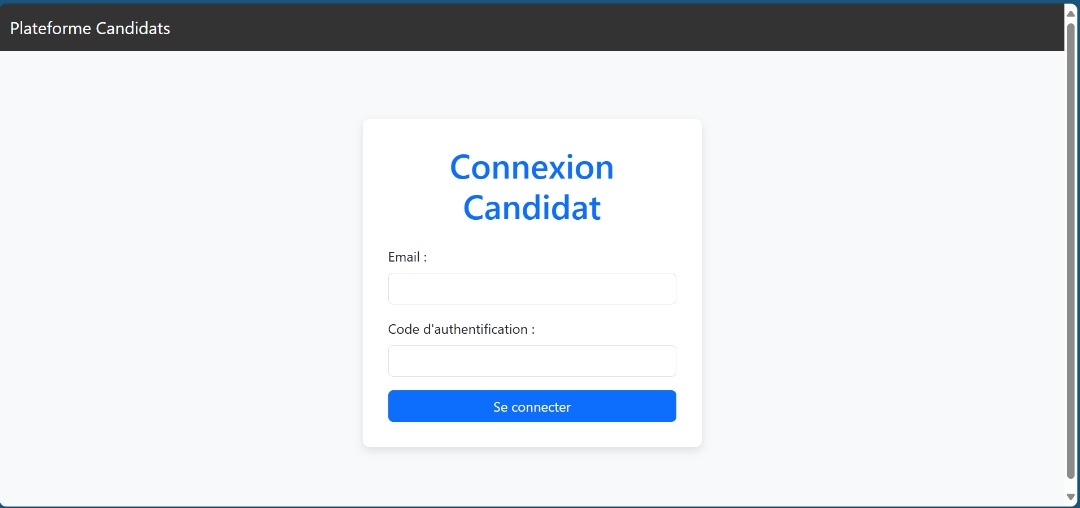 Plateforme Candidats
Connexion
Candidat
Email :
Code d'authentification :
Se connecter